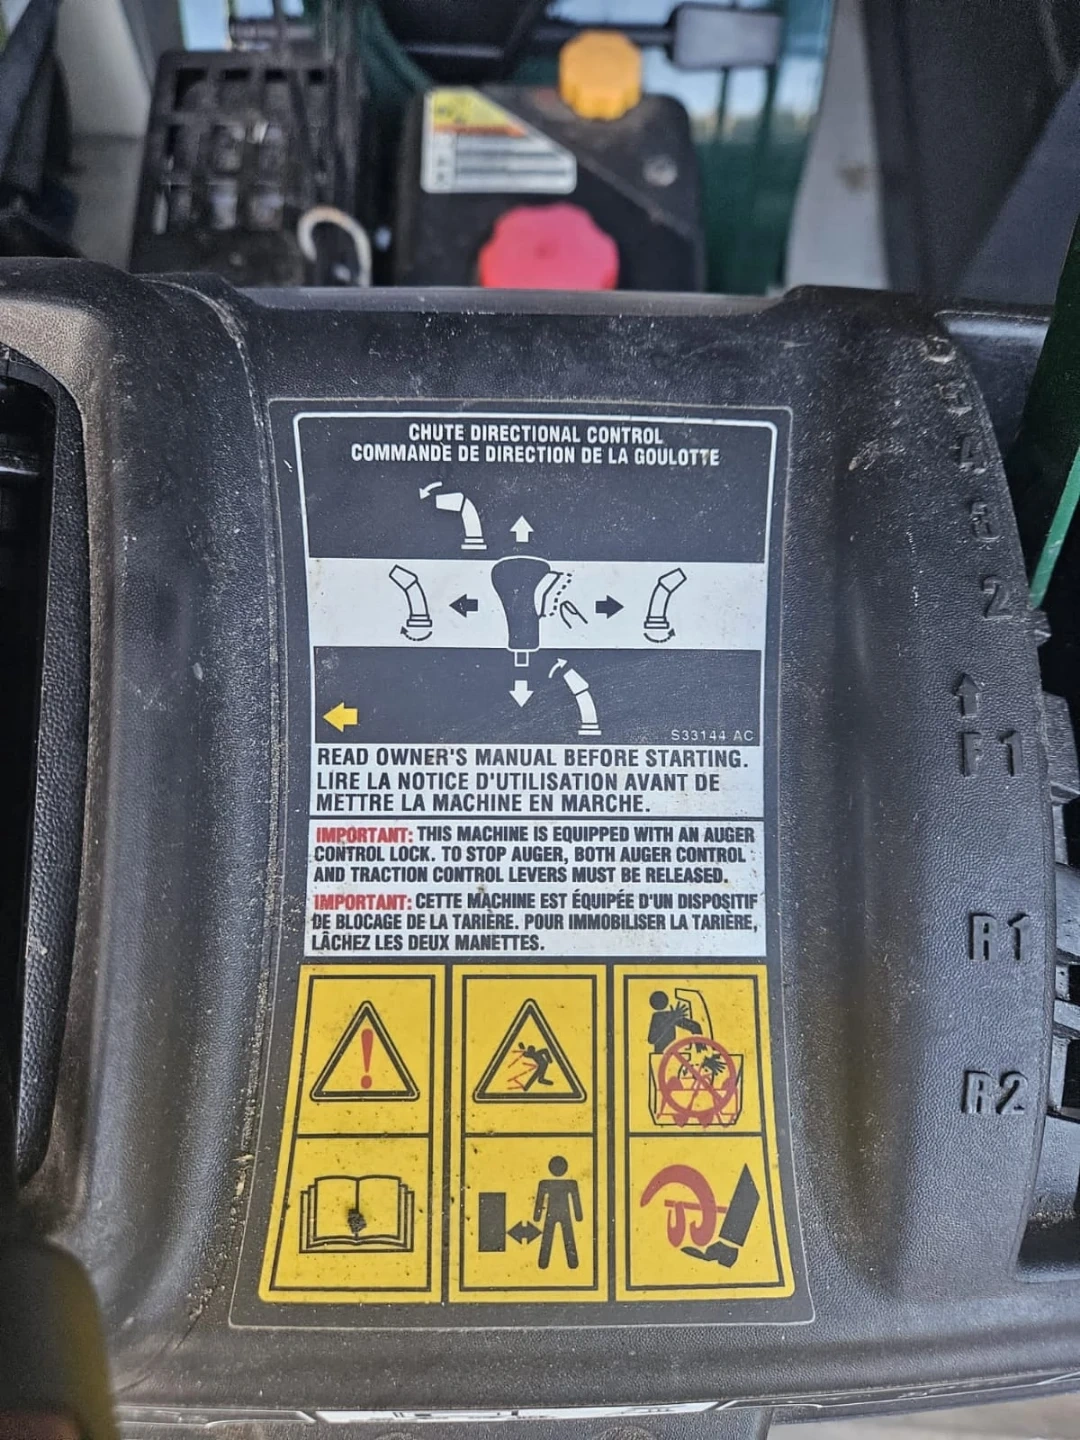 CHUTE DIRECTIONAL CONTROL
COMMANDE DE DIRECTION DE LA GOULOTTE
S33144 AC
READ OWNER'S MANUAL BEFORE STARTING.
LIRE LA NOTICE D'UTILISATION AVANT DE
METTRE LA MACHINE EN MARCHE.
IMPORTANT: THIS MACHINE IS EQUIPPED WITH AN AUGER
CONTROL LOCK. TO STOP AUGER, BOTH AUGER CONTROL
AND TRACTION CONTROL LEVERS MUST BE RELEASED.
IMPORTANT: CETTE MACHINE EST ÉQUIPÉE D'UN DISPOSITIF
DE BLOCAGE DE LA TARIÈRE. POUR IMMOBILISER LA TARIÈRE,
LÂCHEZ LES DEUX MANETTES.
6
5
4
3
2
F1
R1
R2